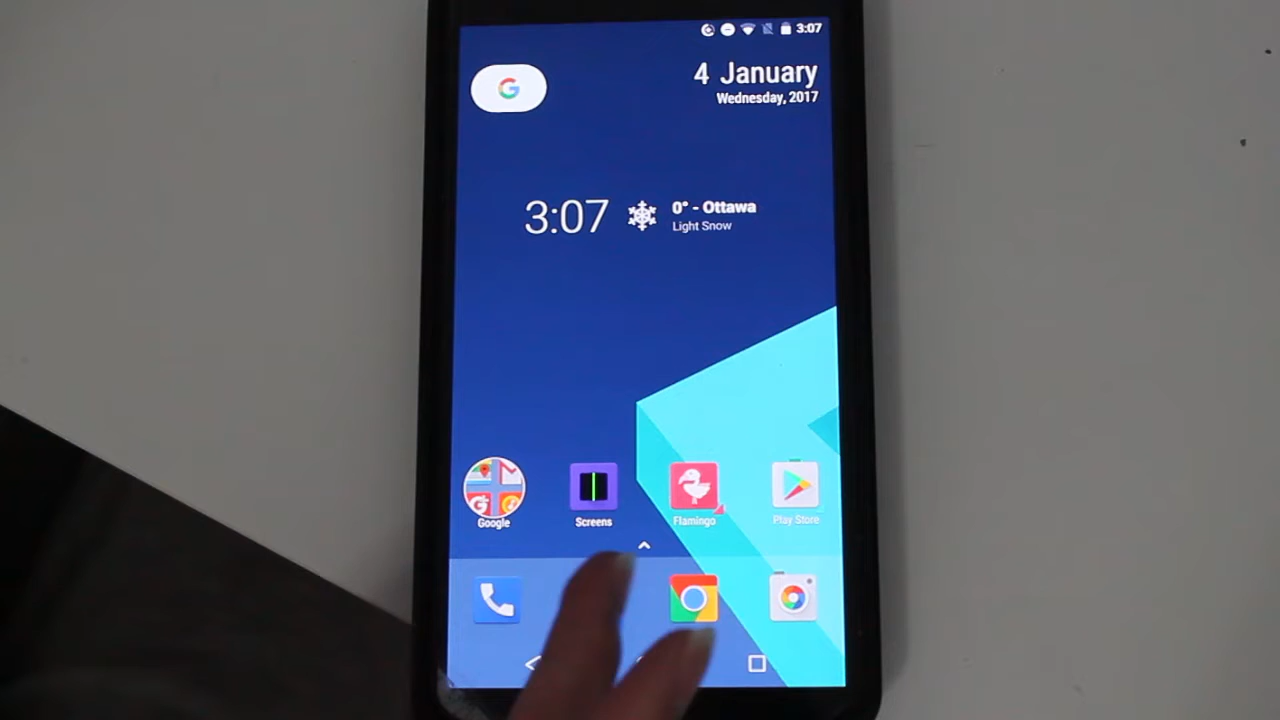 3:07
G
4 January
Wednesday, 2017
3:07
0° - Ottawa
Light Snow
Google
Screens
Flamingo
Play Store